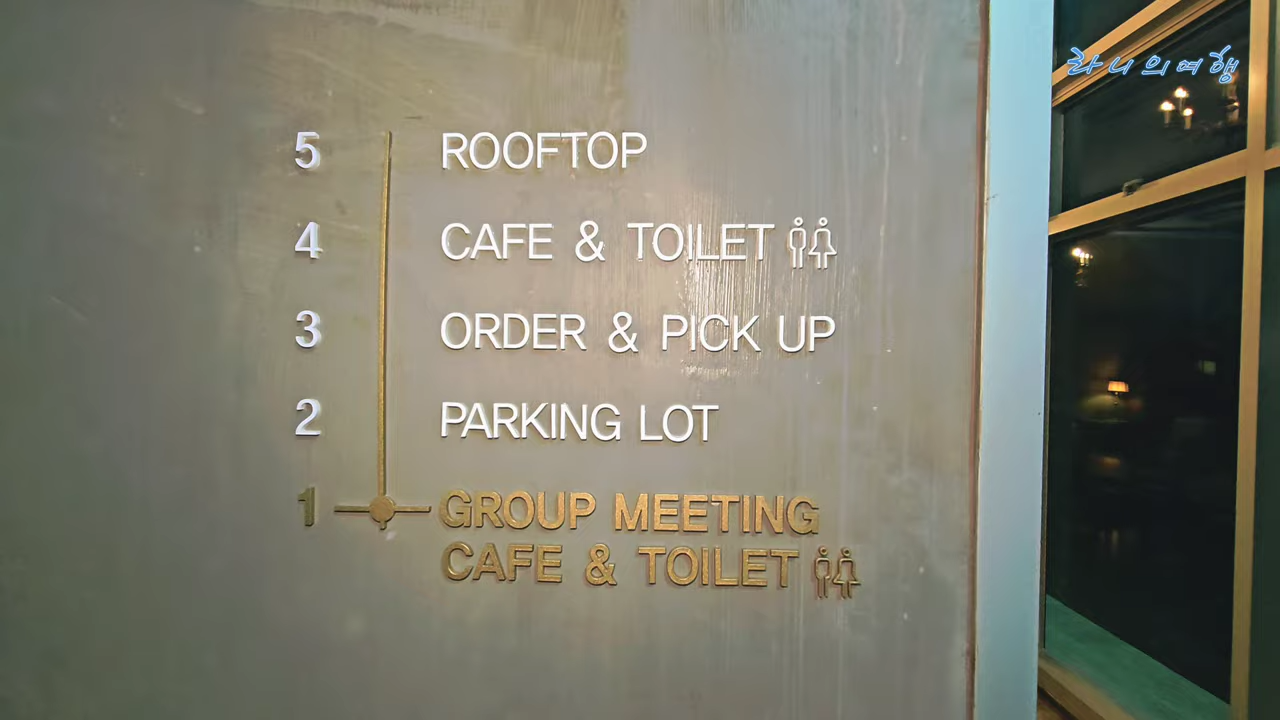 라니의여행
5 ROOFTOP
4 CAFE & TOILET
3 ORDER & PICK UP
2 PARKING LOT
1 GROUP MEETING
CAFE & TOILET